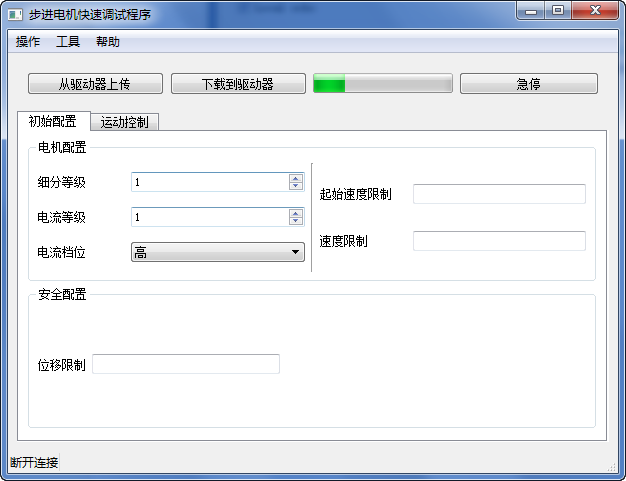 步进电机快速调试程序
操作 工具 帮助
从驱动器上传 下载到驱动器 急停
初始配置 运动控制
电机配置
细分等级 1
起始速度限制
电流等级 1
速度限制
电流档位 高
安全配置
位移限制
断开连接